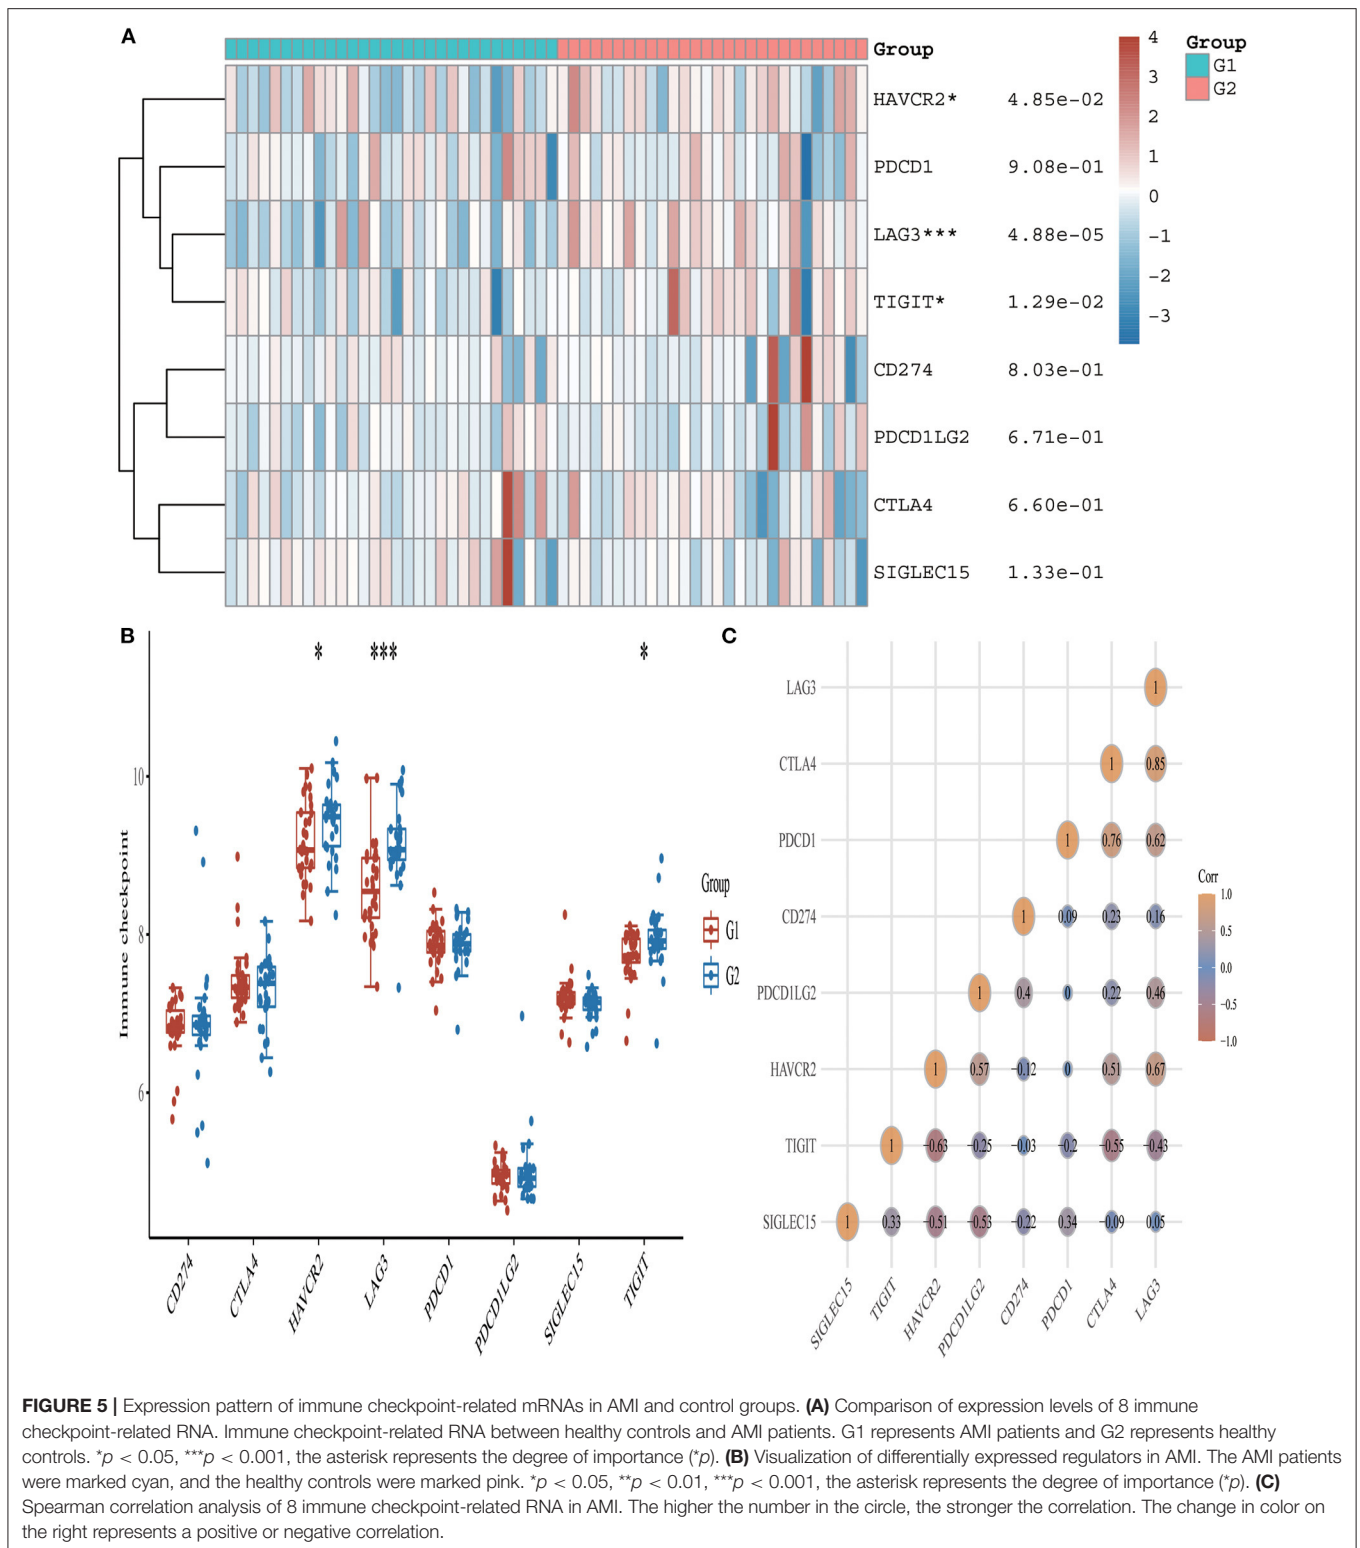 A
Group
HAVCR2* 4.85e-02
PDCD1 9.08e-01
LAG3*** 4.88e-05
TIGIT* 1.29e-02
CD274 8.03e-01
PDCD1LG2 6.71e-01
CTLA4 6.60e-01
SIGLEC15 1.33e-01
4
3
2
1
0
−1
−2
−3
Group
G1
G2
B
* *** *
Immune checkpoint
10
8
6
CD274
CTLA4
HAVCR2
LAG3
PDCD1
PDCD1LG2
SIGLEC15
TIGIT
Group
G1
G2
C
LAG3 1
CTLA4 1 0.85
PDCD1 1 0.76 0.62
CD274 1 0.09 0.23 0.16
PDCD1LG2 1 0.4 0 0.22 0.46
HAVCR2 1 0.57 −0.12 0 0.51 0.67
TIGIT 1 −0.63 −0.25 −0.03 −0.2 −0.55 −0.43
SIGLEC15 1 0.33 −0.51 −0.53 −0.22 0.34 −0.09 0.05
SIGLEC15
TIGIT
HAVCR2
PDCD1LG2
CD274
PDCD1
CTLA4
LAG3
Corr
1.0
0.5
0.0
−0.5
−1.0
FIGURE 5 | Expression pattern of immune checkpoint-related mRNAs in AMI and control groups. (A) Comparison of expression levels of 8 immune
checkpoint-related RNA. Immune checkpoint-related RNA between healthy controls and AMI patients. G1 represents AMI patients and G2 represents healthy
controls. *p < 0.05, ***p < 0.001, the asterisk represents the degree of importance (*p). (B) Visualization of differentially expressed regulators in AMI. The AMI patients
were marked cyan, and the healthy controls were marked pink. *p < 0.05, **p < 0.01, ***p < 0.001, the asterisk represents the degree of importance (*p). (C)
Spearman correlation analysis of 8 immune checkpoint-related RNA in AMI. The higher the number in the circle, the stronger the correlation. The change in color on
the right represents a positive or negative correlation.